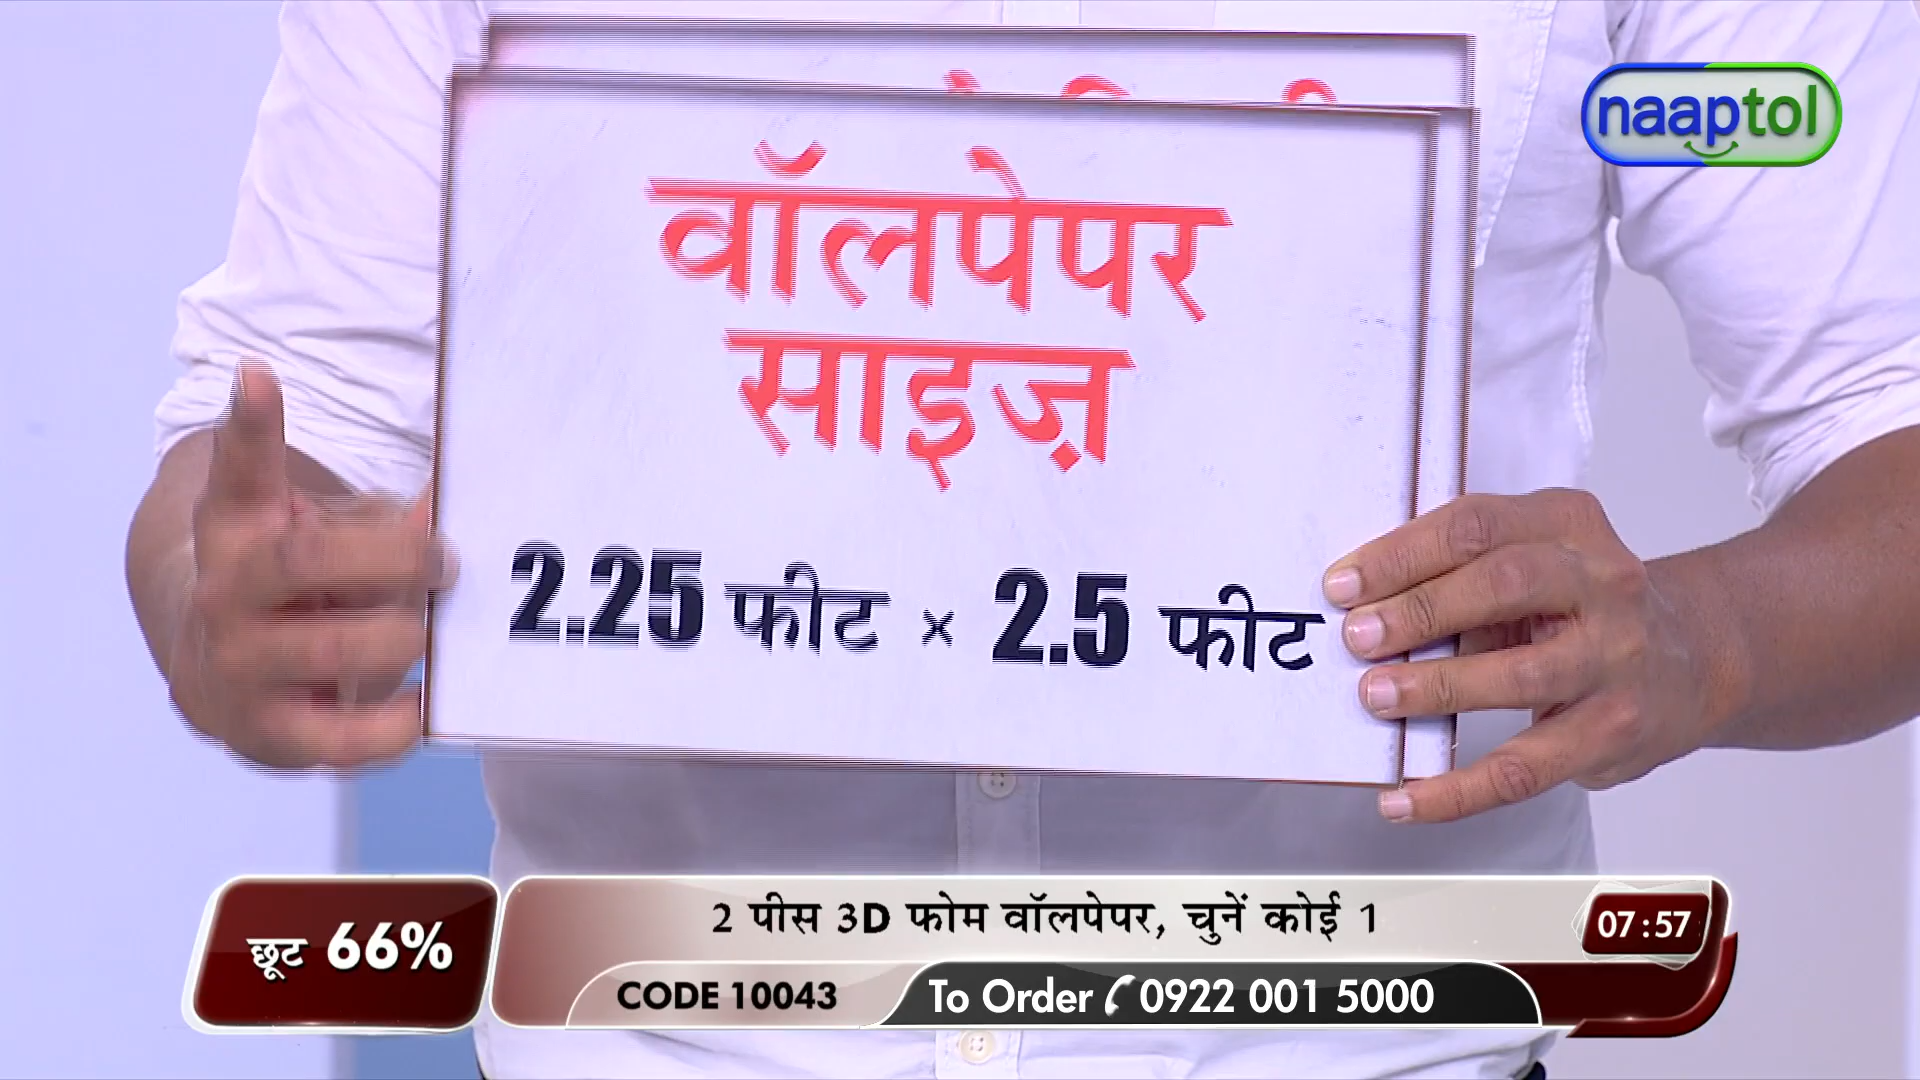 naaptol
वॉलपेपर
साइज़
2.25 फीट × 2.5 फीट
छूट 66%
2 पीस 3D फोम वॉलपेपर, चुनें कोई 1
07:57
CODE 10043
To Order 0922 001 5000